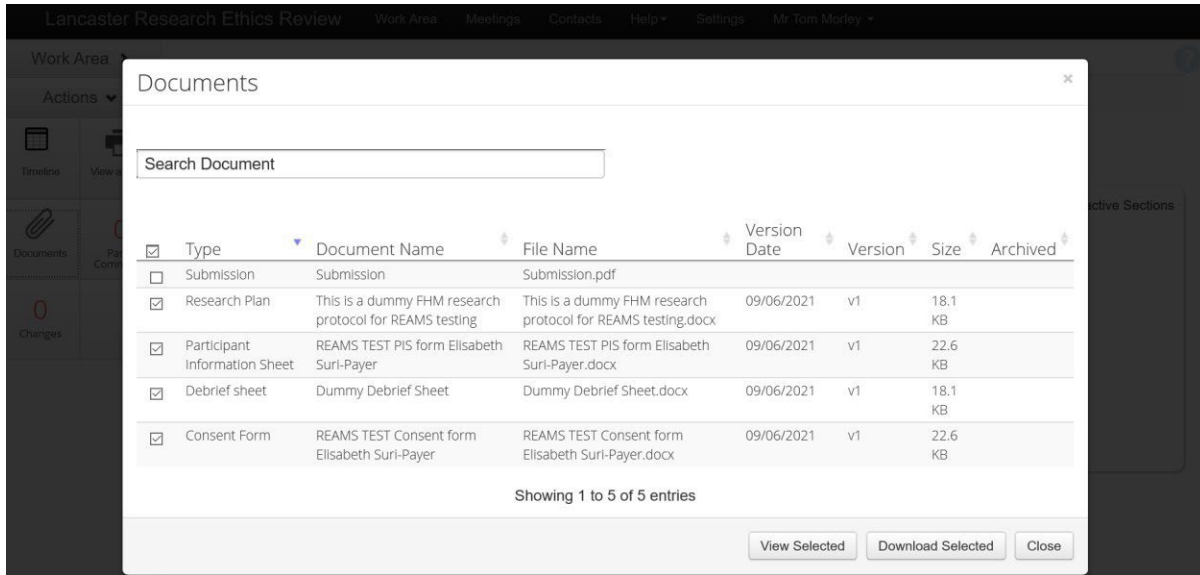 Lancaster Research Ethics Review Work Area Meetings Contacts Help Settings Mr Tom Morley
Work Area
Actions
Timeline
Documents
Changes
0
Documents ×
Search Document
Type Document Name File Name Version Date Version Size Archived
Submission Submission Submission.pdf
Research Plan This is a dummy FHM research This is a dummy FHM research 09/06/2021 v1 18.1
protocol for REAMS testing protocol for REAMS testing.docx KB
Participant REAMS TEST PIS form Elisabeth REAMS TEST PIS form Elisabeth 09/06/2021 v1 22.6
Information Sheet Suri-Payer Suri-Payer.docx KB
Debrief sheet Dummy Debrief Sheet Dummy Debrief Sheet.docx 09/06/2021 v1 18.1
KB
Consent Form REAMS TEST Consent form REAMS TEST Consent form 09/06/2021 v1 22.6
Elisabeth Suri-Payer Elisabeth Suri-Payer.docx KB
Showing 1 to 5 of 5 entries
View Selected Download Selected Close